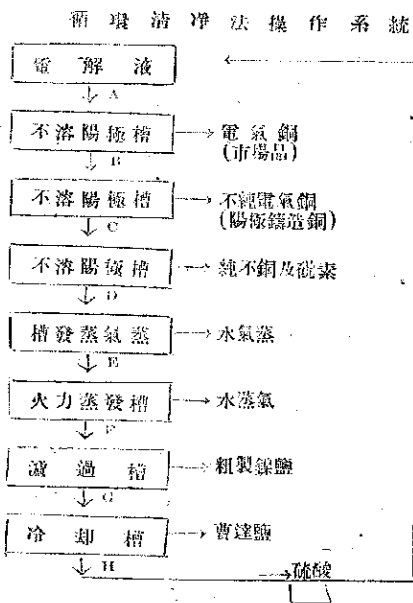 循環清净法操作系統
電解液
A
不溶陽極槽
電氣銅
(市場品)
B
不溶陽極槽
不純電氣銅
(陽極鑄造銅)
C
不溶陽極槽
純不銅及砒素
D
槽發蒸氣蒸
水氣蒸
E
火力蒸發槽
水蒸氣
F
濾過槽
粗製鎳鹽
G
冷却槽
曹達鹽
H
硫酸